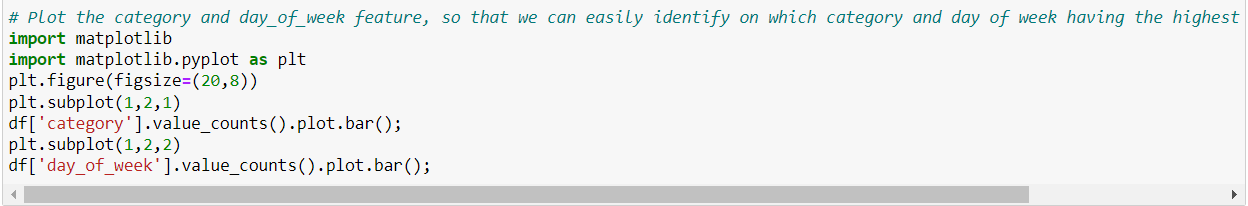 # Plot the category and day_of_week feature, so that we can easily identify on which category and day of week having the highest
import matplotlib
import matplotlib.pyplot as plt
plt.figure(figsize=(20,8))
plt.subplot(1,2,1)
df['category'].value_counts().plot.bar();
plt.subplot(1,2,2)
df['day_of_week'].value_counts().plot.bar();